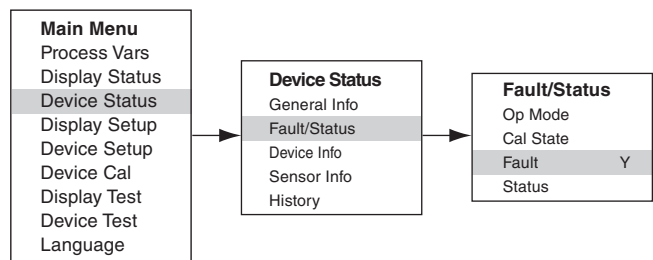 Main Menu
Process Vars
Display Status
Device Status
Display Setup
Device Setup
Device Cal
Display Test
Device Test
Language
Device Status
General Info
Fault/Status
Device Info
Sensor Info
History
Fault/Status
Op Mode
Cal State
Fault Y
Status